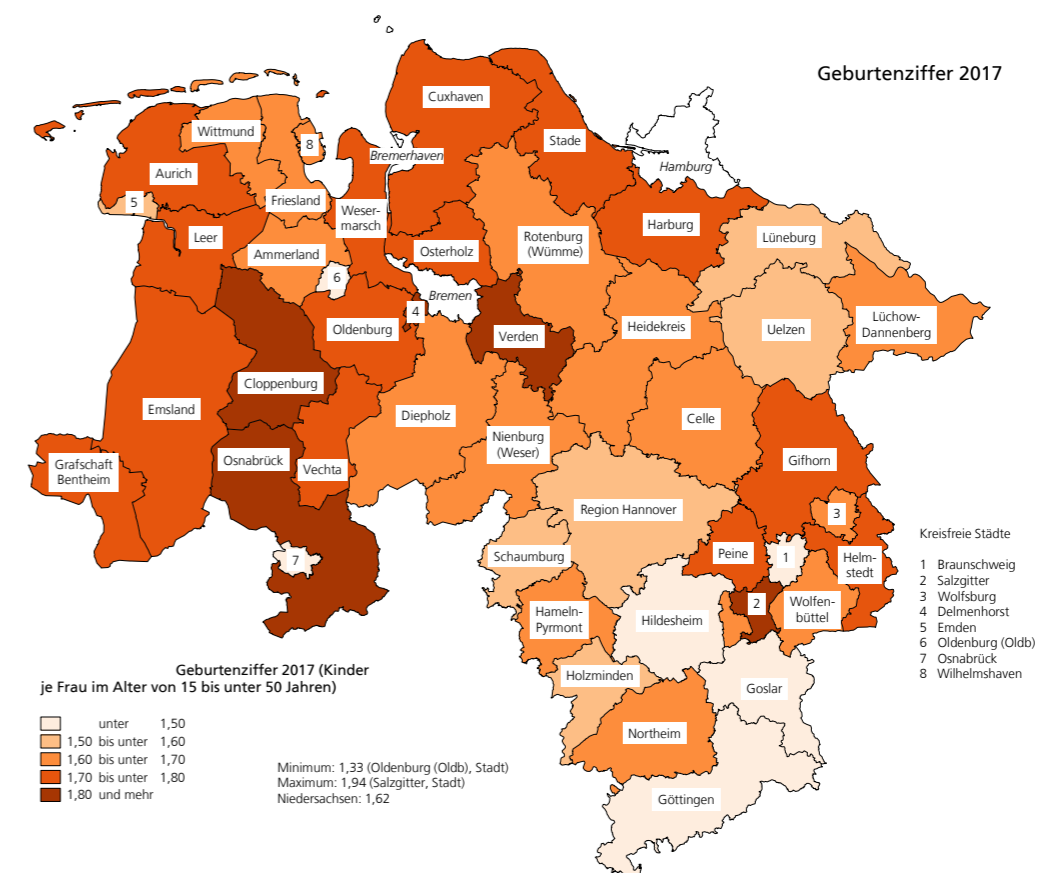 Geburtenziffer 2017
Cuxhaven
Wittmund
8
Stade
Bremerhaven
Hamburg
Aurich
5
Friesland
Weser-
marsch
Leer
Harburg
Lüneburg
Rotenburg
(Wümme)
Ammerland
Osterholz
6
Bremen
4
Oldenburg
Verden
Heidekreis
Uelzen
Lüchow-
Dannenberg
Cloppenburg
Emsland
Diepholz
Celle
Nienburg
(Weser)
Osnabrück
Vechta
Grafschaft
Bentheim
Gifhorn
Region Hannover
3
Schaumburg
Peine
1
Helm-
stedt
7
2
Wolfen-
büttel
Hameln-
Pyrmont
Hildesheim
Holzminden
Goslar
Northeim
Göttingen
Kreisfreie Städte
1 Braunschweig
2 Salzgitter
3 Wolfsburg
4 Delmenhorst
5 Emden
6 Oldenburg (Oldb)
7 Osnabrück
8 Wilhelmshaven
Geburtenziffer 2017 (Kinder
je Frau im Alter von 15 bis unter 50 Jahren)
unter 1,50
1,50 bis unter 1,60
1,60 bis unter 1,70
1,70 bis unter 1,80
1,80 und mehr
Minimum: 1,33 (Oldenburg (Oldb), Stadt)
Maximum: 1,94 (Salzgitter, Stadt)
Niedersachsen: 1,62